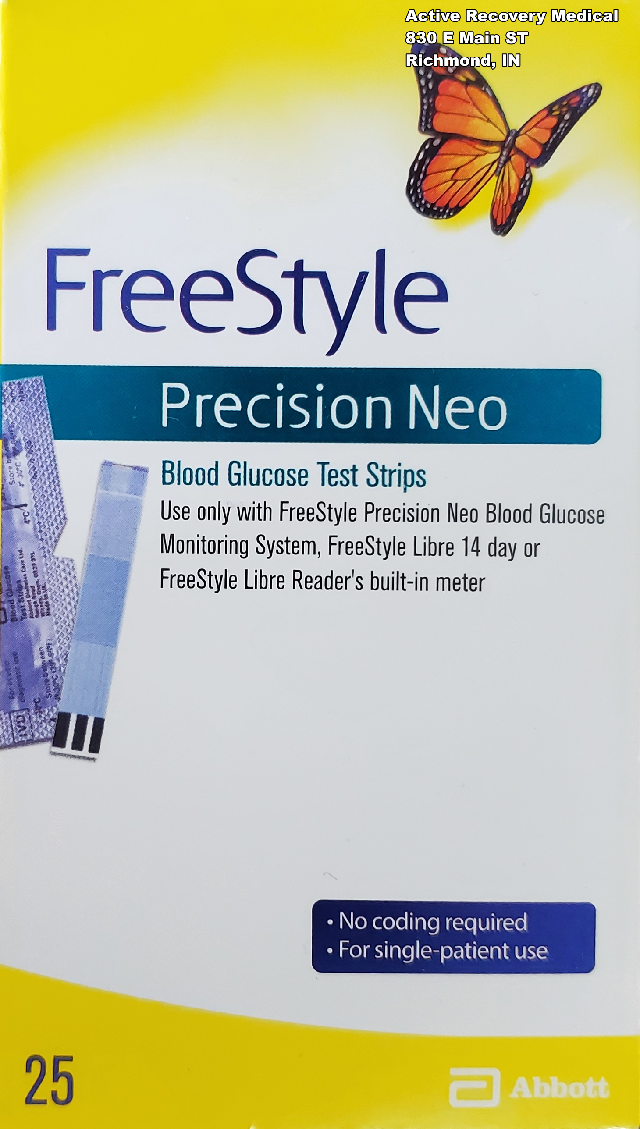 Active Recovery Medical
830 E Main ST
Richmond, IN
FreeStyle
Precision Neo
Blood Glucose Test Strips
Use only with FreeStyle Precision Neo Blood Glucose
Monitoring System, FreeStyle Libre 14 day or
FreeStyle Libre Reader's built-in meter
• No coding required
• For single-patient use
25
Abbott